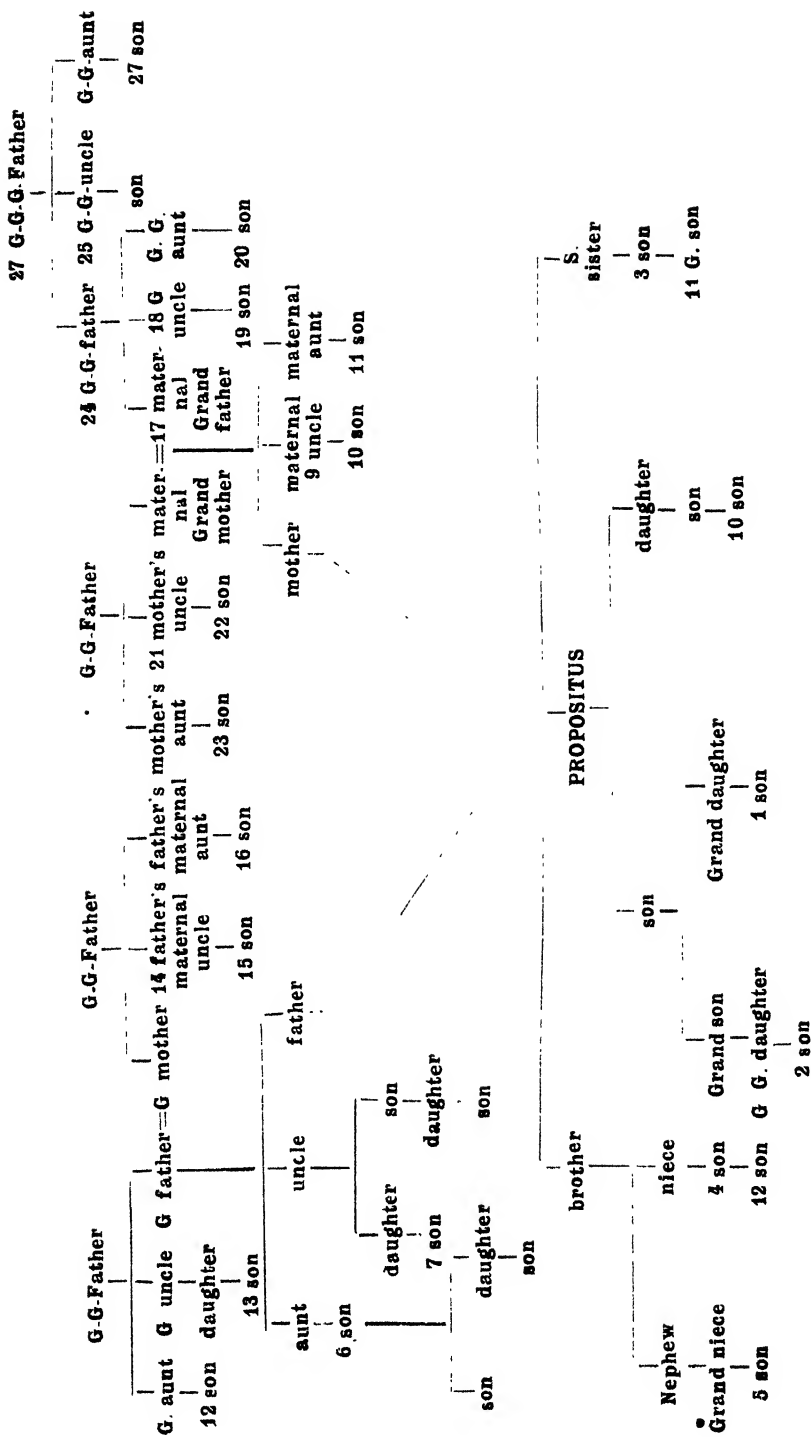 27 G-G-G-Father
G-G-Father G-G-Father G-G-Father 24 G-G-father 25 G-G-uncle G-G-aunt
son 27 son
G. aunt G uncle G father=G mother 14 father's father's mother's 21 mother's mater-=17 mater- 18 G G. G.
maternal maternal aunt uncle nal nal uncle aunt
uncle aunt Grand Grand
mother father
12 son daughter 15 son 16 son 23 son 22 son 19 son 20 son
13 son
aunt uncle father mother maternal maternal
9 uncle aunt
6 son 10 son 11 son
daughter son
7 son daughter
son daughter son
son
PROPOSITUS
brother S.
sister
Nephew niece son daughter 3 son
Grand niece 4 son Grand son Grand daughter son 11 G. son
5 son 12 son G G. daughter 1 son 10 son
2 son